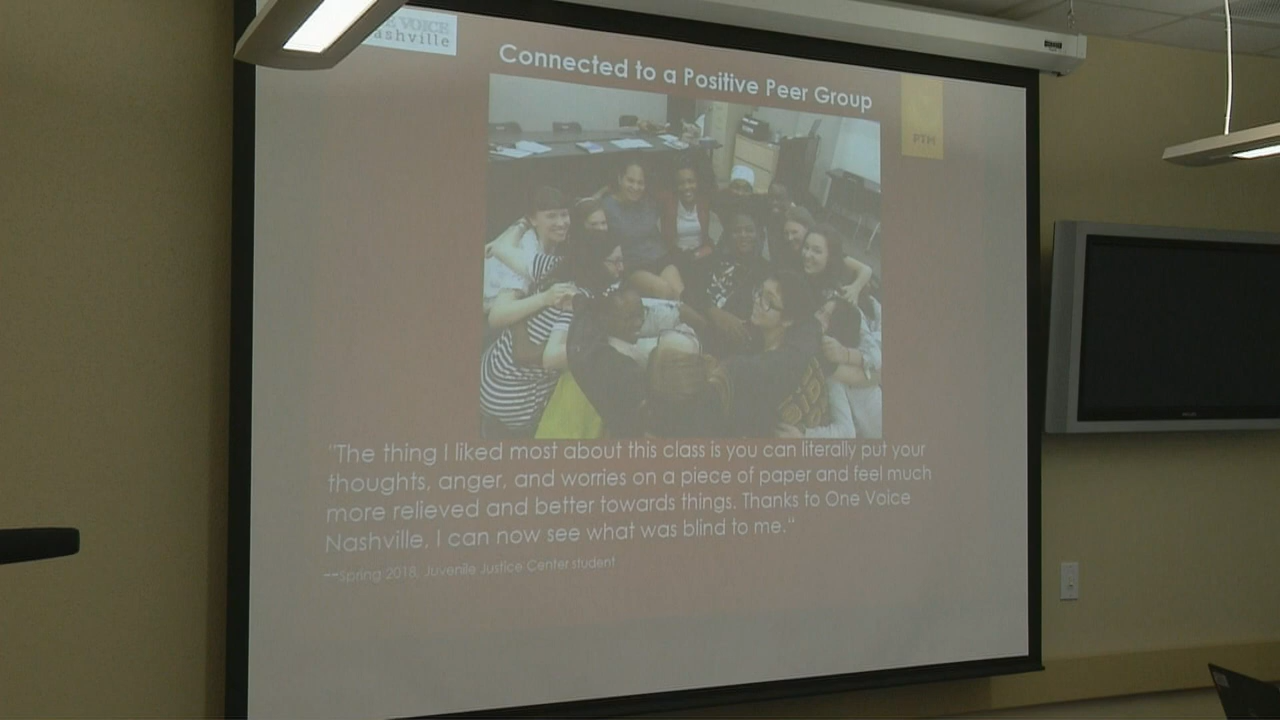 E VOICE
ashville
Connected to a Positive Peer Group
PTM
"The thing I liked most about this class is you can literally put your
thoughts, anger, and worries on a piece of paper and feel much
more relieved and better towards things. Thanks to One Voice
Nashville, I can now see what was blind to me."
--Spring 2018, Juvenile Justice Center student